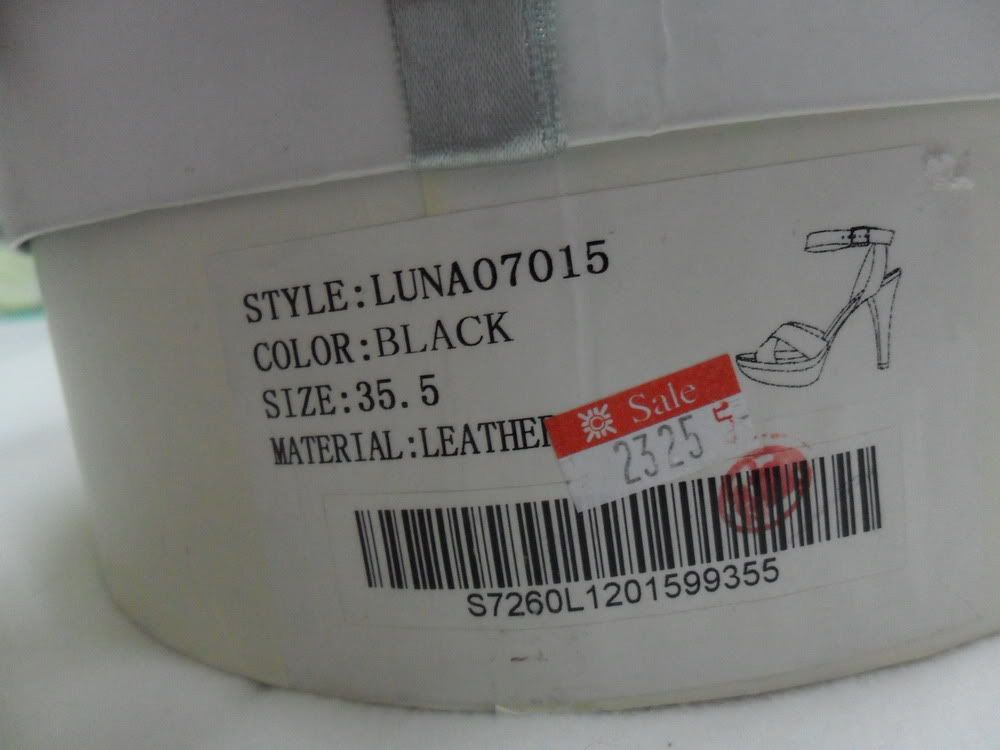 STYLE:LUNA07015
COLOR:BLACK
SIZE:35.5
MATERIAL:LEATHER
Sale
2325
S7260L1201599355